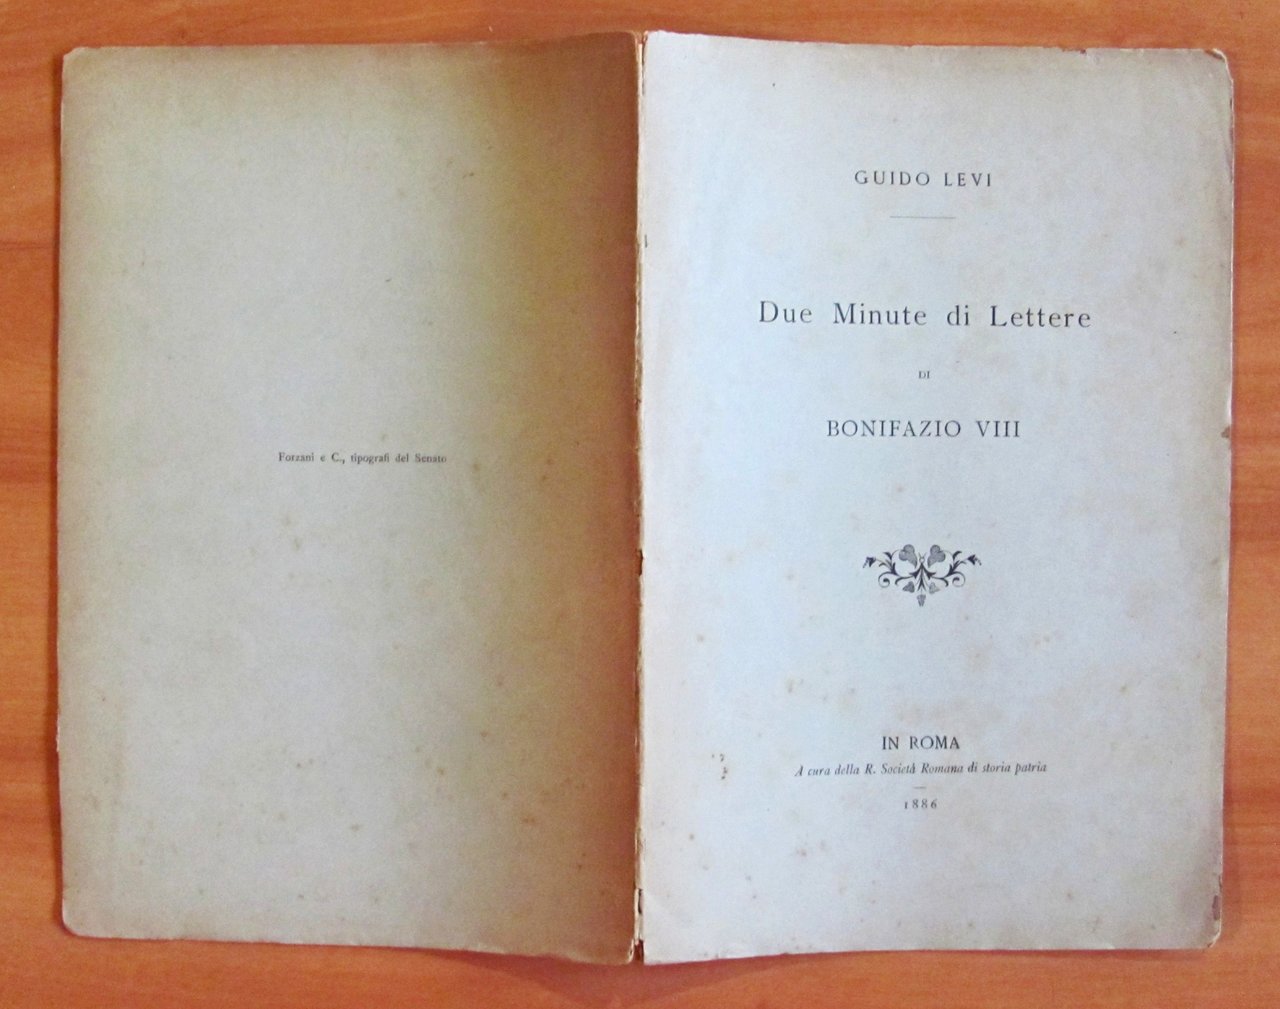 Forzani e C., tipografi del Senato
GUIDO LEVI
Due Minute di Lettere
DI
BONIFAZIO VIII
IN ROMA
A cura della R. Società Romana di storia patria
1886